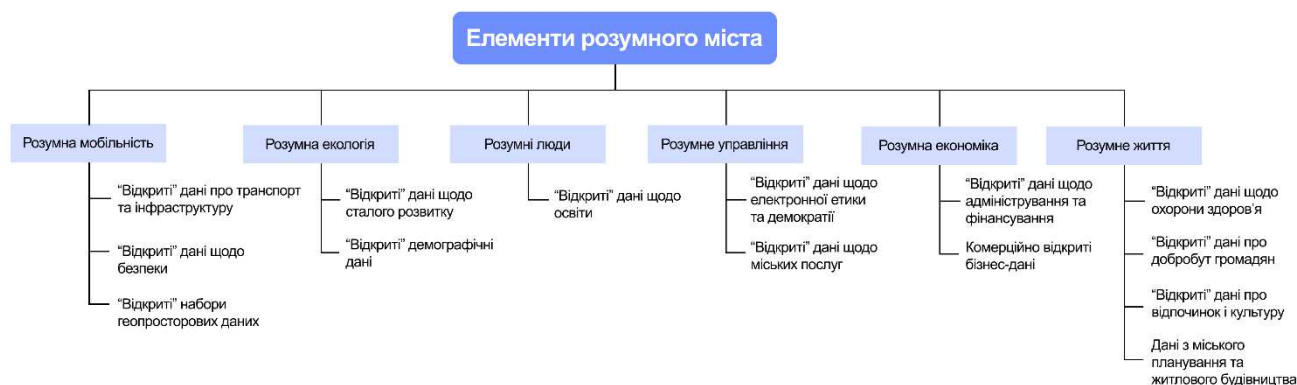 Елементи розумного міста
Розумна мобільність
“Відкриті” дані про транспорт
та інфраструктуру
“Відкриті” дані щодо
безпеки
“Відкриті” набори
геопросторових даних
Розумна екологія
“Відкриті” дані щодо
сталого розвитку
“Відкриті” демографічні
дані
Розумні люди
“Відкриті” дані щодо
освіти
Розумне управління
“Відкриті” дані щодо
електронної етики
та демократії
“Відкриті” дані щодо
міських послуг
Розумна економіка
“Відкриті” дані щодо
адміністрування та
фінансування
Комерційно відкриті
бізнес-дані
Розумне життя
“Відкриті” дані щодо
охорони здоров’я
“Відкриті” дані про
добробут громадян
“Відкриті” дані про
відпочинок і культуру
Дані з міського
планування та
житлового будівництва